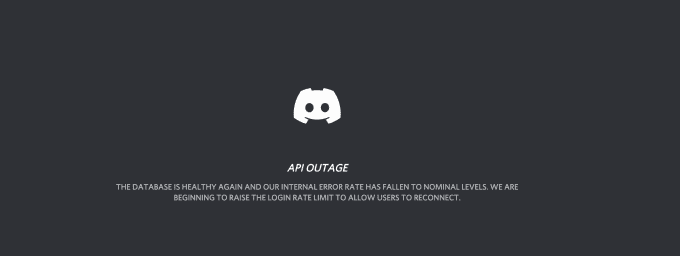 API OUTAGE
THE DATABASE IS HEALTHY AGAIN AND OUR INTERNAL ERROR RATE HAS FALLEN TO NOMINAL LEVELS. WE ARE
BEGINNING TO RAISE THE LOGIN RATE LIMIT TO ALLOW USERS TO RECONNECT.